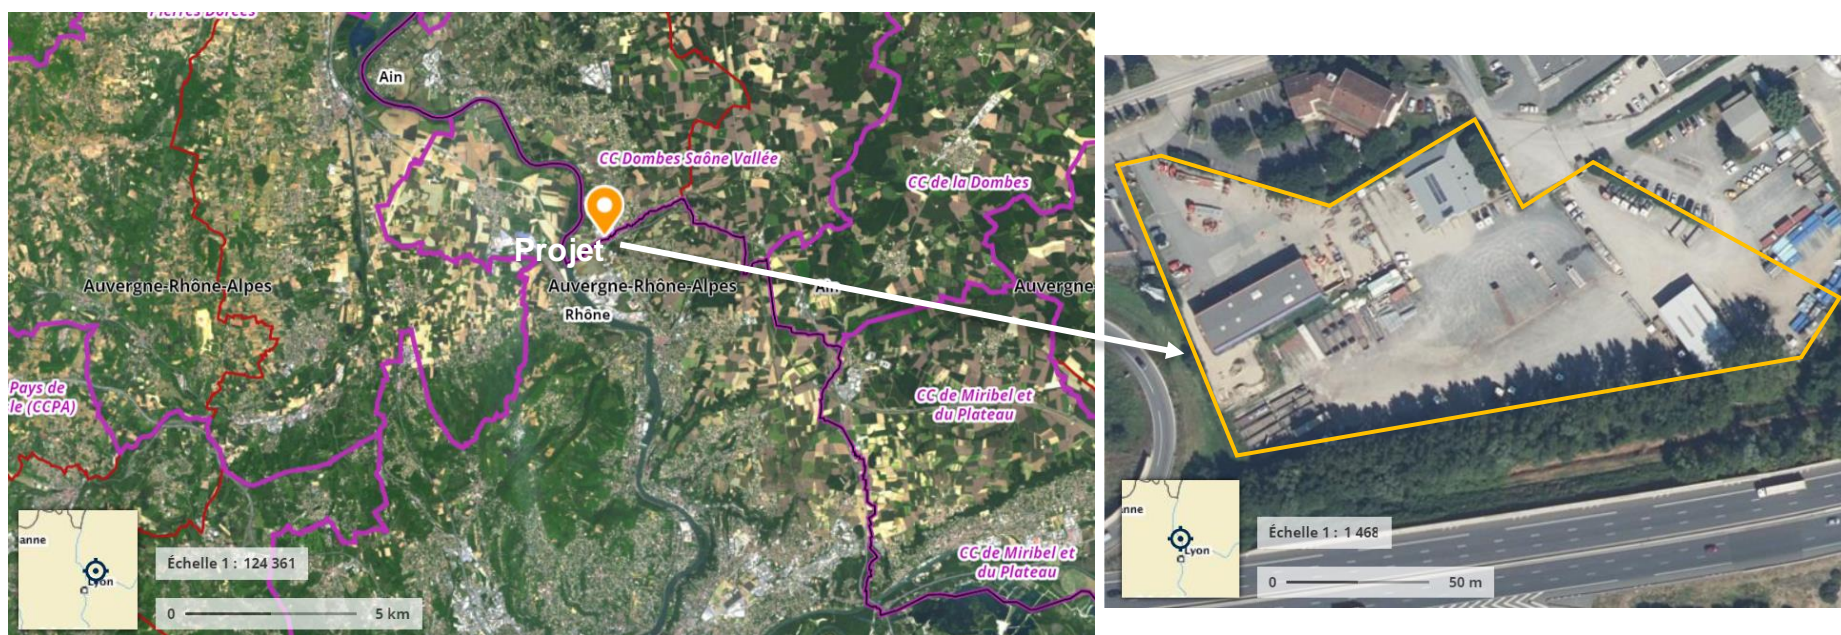 Pierres Dorées
Ain
CC Dombes Saône Vallée
CC de la Dombes
Projet
Auvergne-Rhône-Alpes
Auvergne-Rhône-Alpes
Ain
Auvergne-
Rhône
Pays de
le (CCPA)
CC de Miribel et
du Plateau
CC de Miribel et
du Plateau
anne
Lyon
Échelle 1 : 124 361
0 5 km
nne
Lyon
Échelle 1 : 1 468
0 50 m